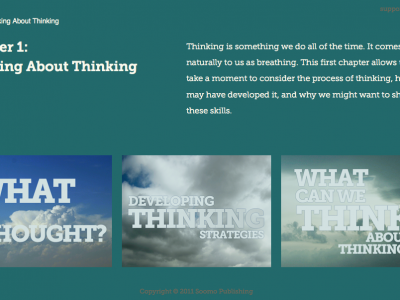 king About Thinking
er 1:
ing About Thinking
Thinking is something we do all of the time. It comes
naturally to us as breathing. This first chapter allows
take a moment to consider the process of thinking, h
may have developed it, and why we might want to sh
these skills.
WHAT
HOUGHT?
DEVELOPING
THINKING
STRATEGIES
WHAT
CAN WE
THINK
ABOUT
THINKING
Copyright © 2012 Publishing